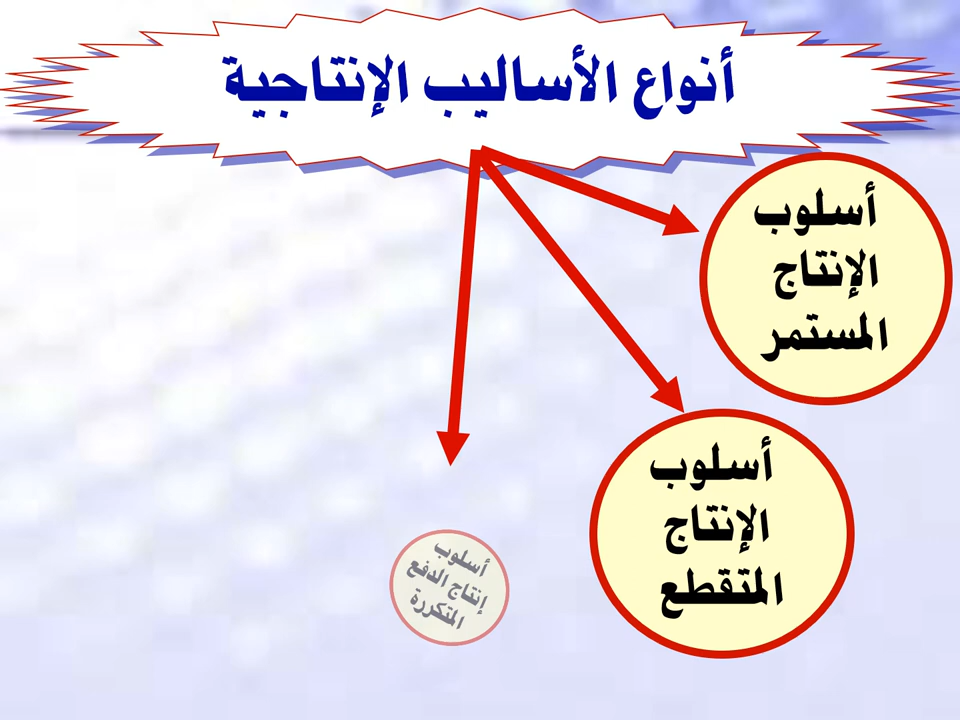 أنواع الأساليب الإنتاجية
أسلوب
الإنتاج
المستمر
أسلوب
الإنتاج
المتقطع
أسلوب
إنتاج الدفع
المتكررة